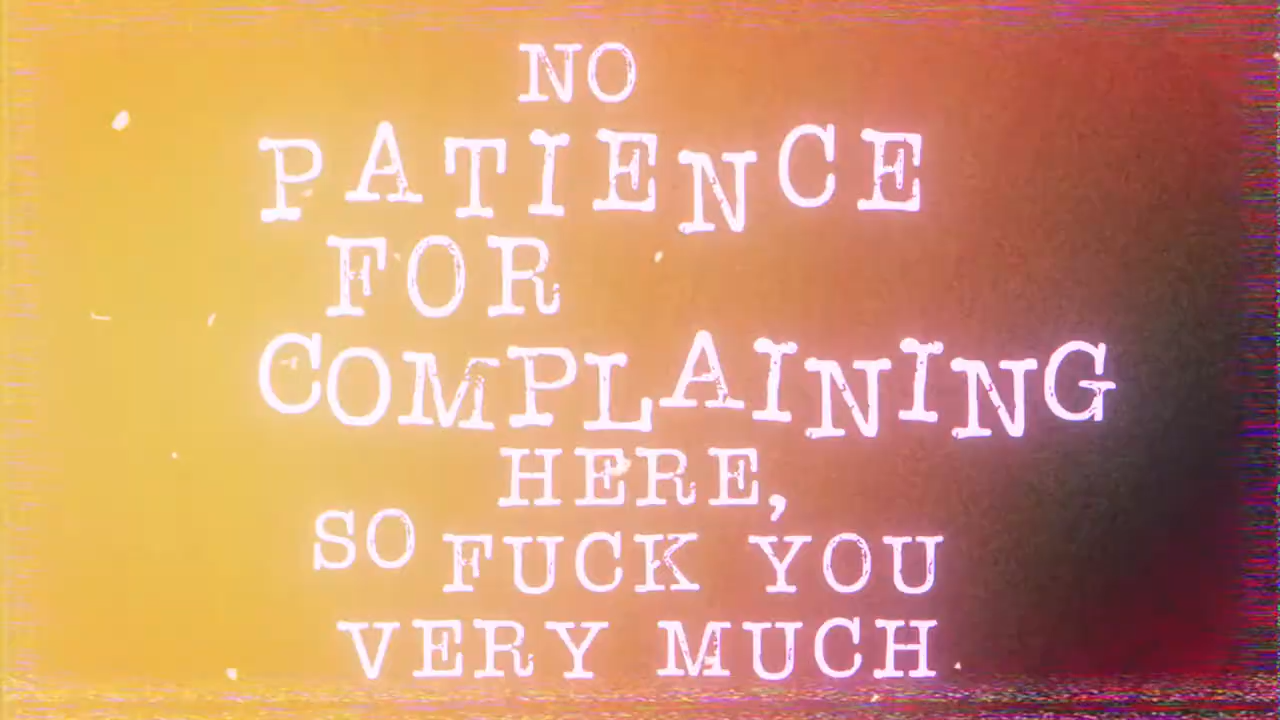 NO
PATIENCE
FOR
COMPLAINING
HERE,
SO FUCK YOU
VERY MUCH